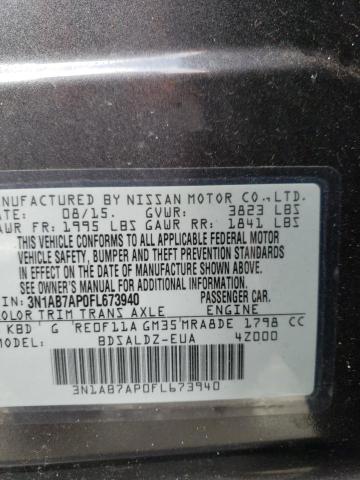 ANUFACTURED BY NISSAN MOTOR CO., LTD.
ATE: 08/15. GVWR: 3823 LBS
AWR FR: 1995 LBS GAWR RR: 1841 LBS
THIS VEHICLE CONFORMS TO ALL APPLICABLE FEDERAL MOTOR
VEHICLE SAFETY, BUMPER AND THEFT PREVENTION STANDARDS
IN EFFECT ON THE DATE OF MANUFACTURE SHOWN ABOVE.
SEE OWNER'S MANUAL FOR ADDITIONAL INFORMATION.
IN: 3N1AB7AP0FL673940 PASSENGER CAR
OLOR TRIM TRANS AXLE ENGINE
KBD G RE0F11A GM35 MRA8DE 1798 CC
MODEL: BDSALDZ-EUA 4Z000
3N1AB7AP0FL673940